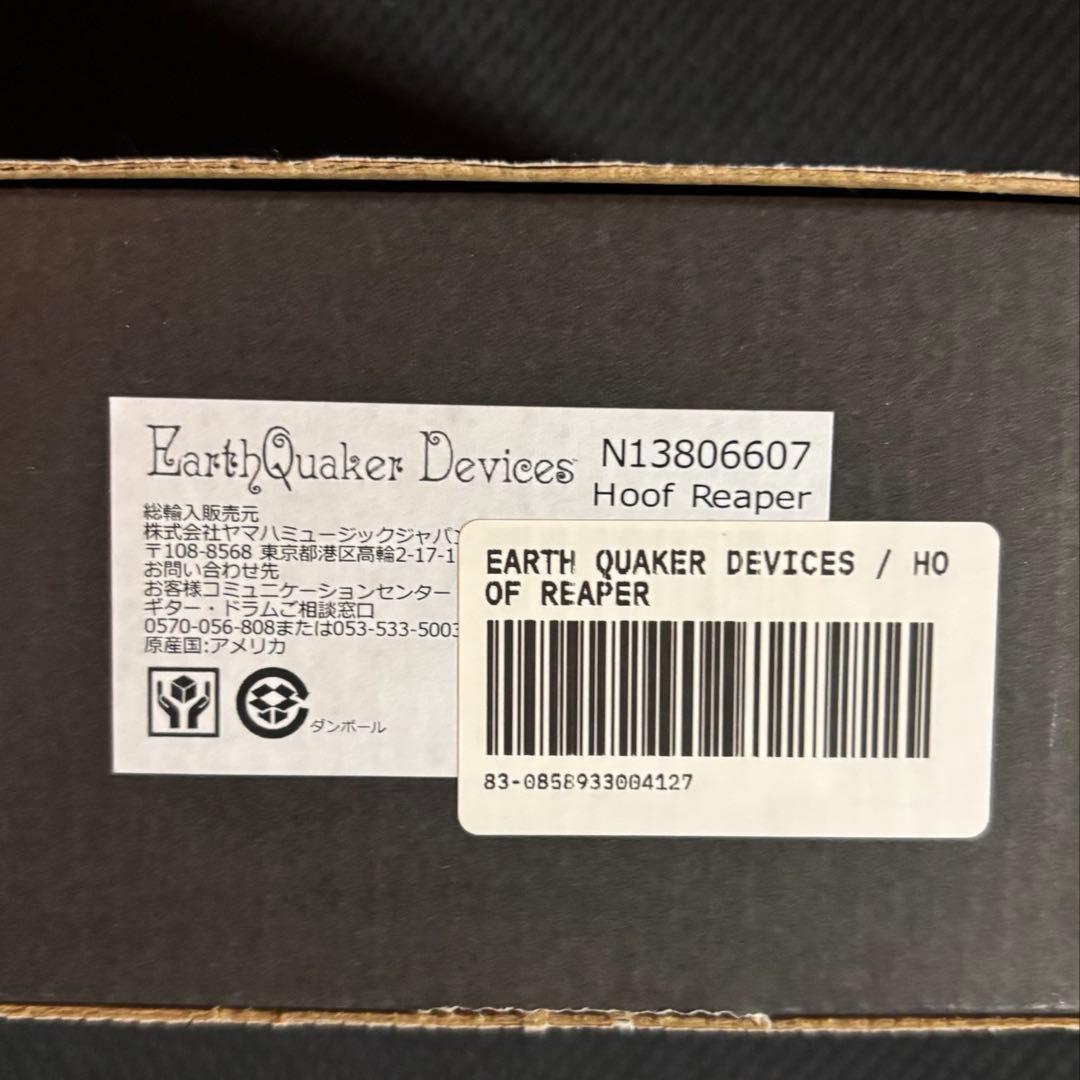 EarthQuaker Devices
N13806607
Hoof Reaper
総輸入販売元
株式会社ヤマハミュージックジャパン
〒108-8568 東京都港区高輪2-17-1
お問い合わせ先
お客様コミュニケーションセンター
ギター・ドラムご相談窓口
0570-056-808または053-533-5003
原産国:アメリカ
ダンボール
EARTH QUAKER DEVICES / HO
OF REAPER
83-0858933004127